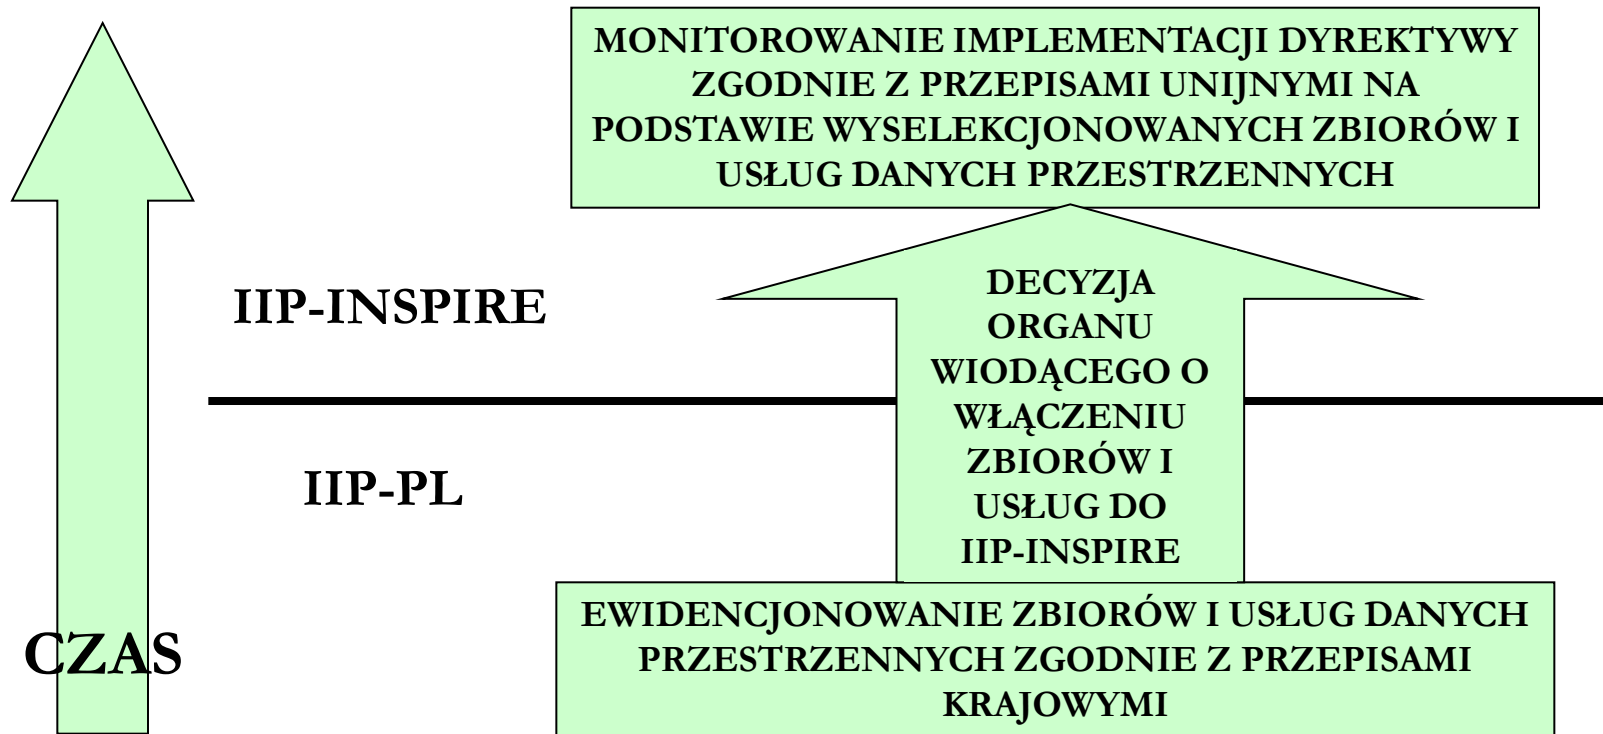 MONITOROWANIE IMPLEMENTACJI DYREKTYWY
ZGODNIE Z PRZEPISAMI UNIJNYMI NA
PODSTAWIE WYSELEKCJONOWANYCH ZBIORÓW I
USŁUG DANYCH PRZESTRZENNYCH
IIP-INSPIRE
DECYZJA
ORGANU
WIODĄCEGO O
WŁĄCZENIU
ZBIORÓW I
USŁUG DO
IIP-INSPIRE
IIP-PL
CZAS
EWIDENCJONOWANIE ZBIORÓW I USŁUG DANYCH
PRZESTRZENNYCH ZGODNIE Z PRZEPISAMI
KRAJOWYMI